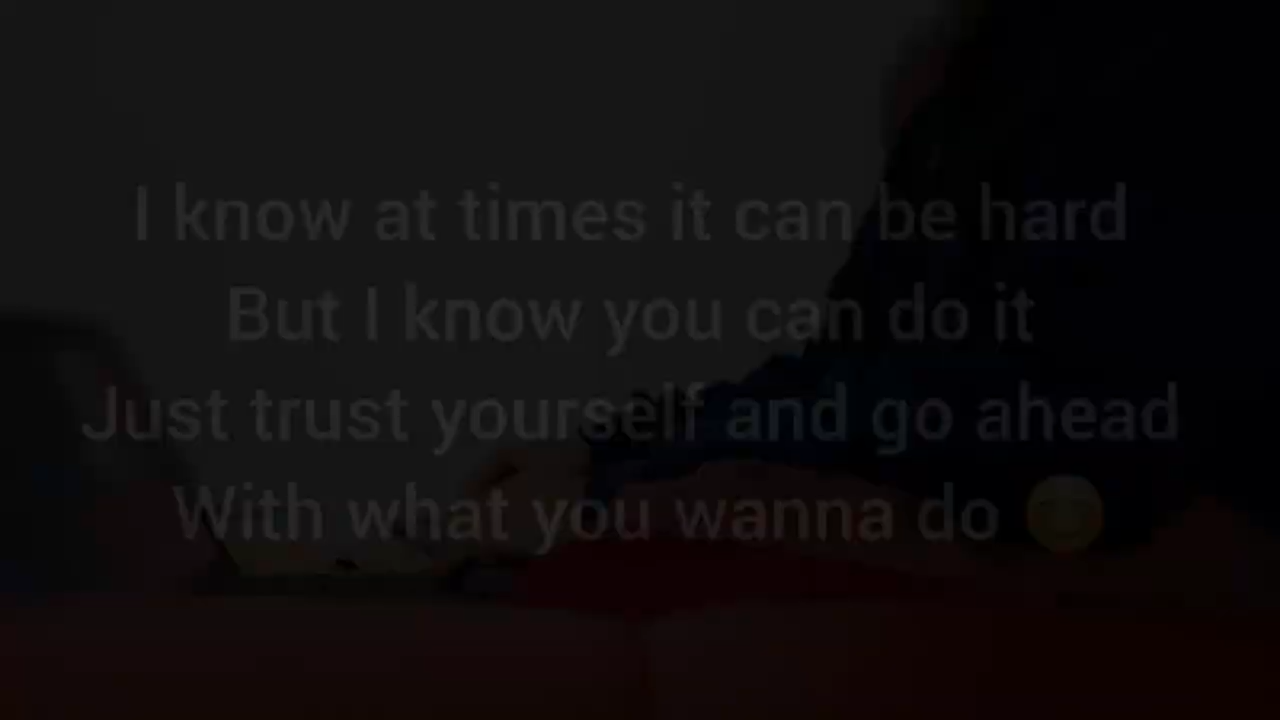 I know at times it can be hard
But I know you can do it
Just trust yourself and go ahead
With what you wanna do 😊